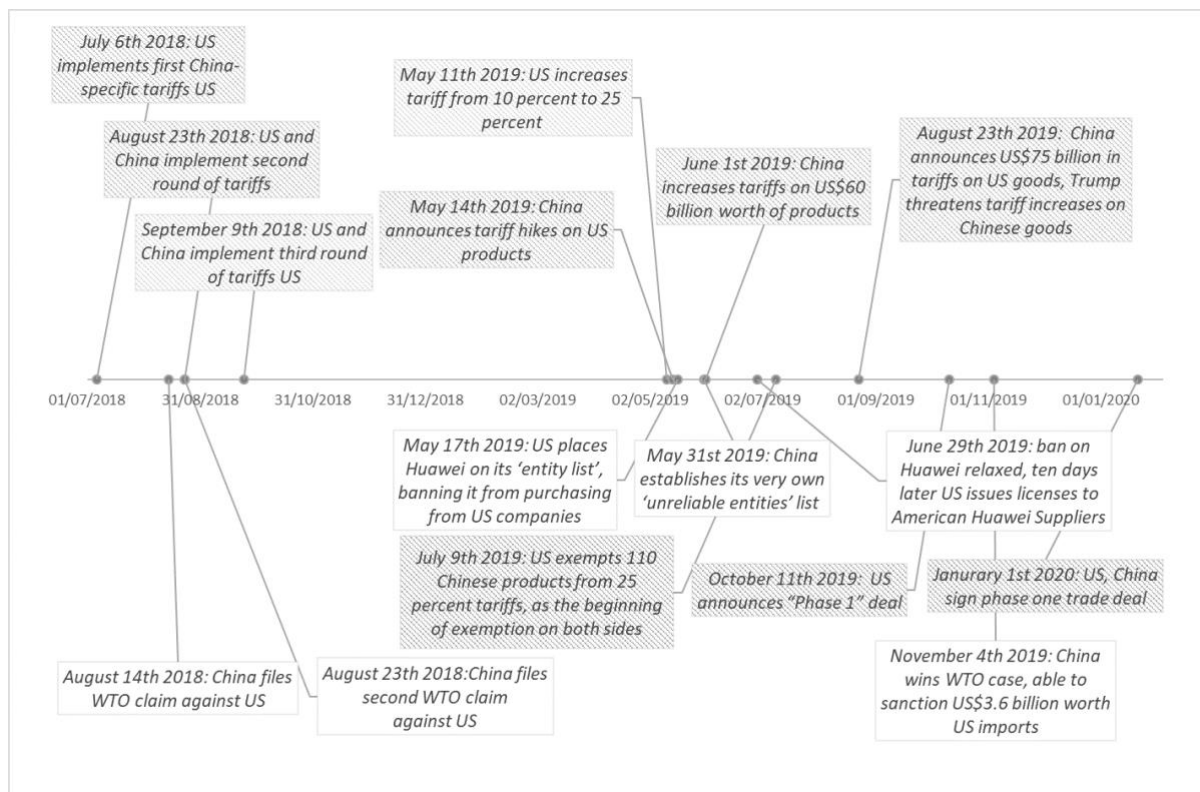 July 6th 2018: US
implements first China-
specific tariffs US
August 23th 2018: US and
China implement second
round of tariffs
September 9th 2018: US and
China implement third round
of tariffs US
May 11th 2019: US increases
tariff from 10 percent to 25
percent
May 14th 2019: China
announces tariff hikes on US
products
June 1st 2019: China
increases tariffs on US$60
billion worth of products
August 23th 2019: China
announces US$75 billion in
tariffs on US goods, Trump
threatens tariff increases on
Chinese goods
01/07/2018 31/08/2018 31/10/2018 31/12/2018 02/03/2019 02/05/2019 02/07/2019 01/09/2019 01/11/2019 01/01/2020
May 17th 2019: US places
Huawei on its ‘entity list’,
banning it from purchasing
from US companies
May 31st 2019: China
establishes its very own
‘unreliable entities’ list
June 29th 2019: ban on
Huawei relaxed, ten days
later US issues licenses to
American Huawei Suppliers
July 9th 2019: US exempts 110
Chinese products from 25
percent tariffs, as the beginning
of exemption on both sides
October 11th 2019: US
announces “Phase 1” deal
Janurary 1st 2020: US, China
sign phase one trade deal
August 14th 2018: China files
WTO claim against US
August 23th 2018:China files
second WTO claim
against US
November 4th 2019: China
wins WTO case, able to
sanction US$3.6 billion worth
US imports